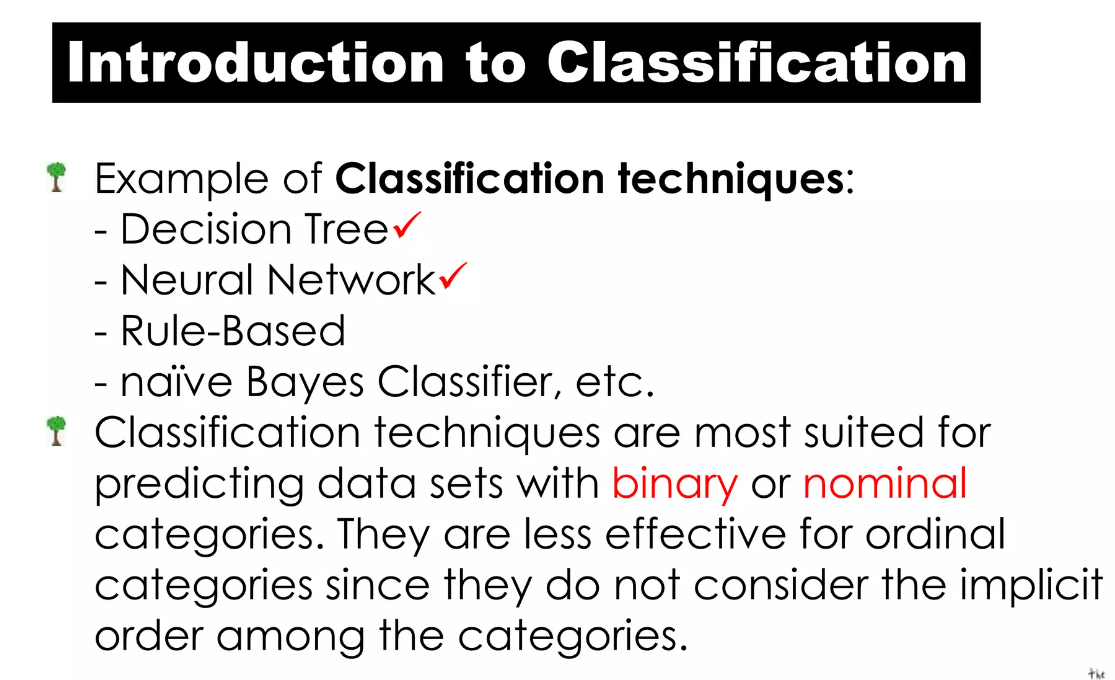 Introduction to Classification
Example of Classification techniques:
- Decision Tree✓
- Neural Network✓
- Rule-Based
- naïve Bayes Classifier, etc.
Classification techniques are most suited for
predicting data sets with binary or nominal
categories. They are less effective for ordinal
categories since they do not consider the implicit
order among the categories.
the